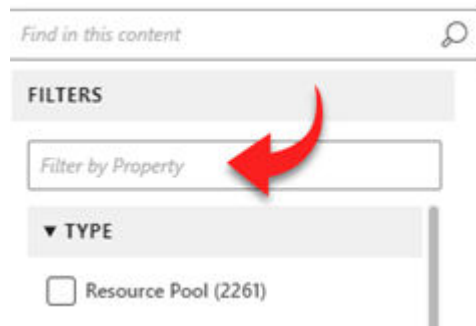 Find in this content
FILTERS
Filter by Property
▼ TYPE
Resource Pool (2261)